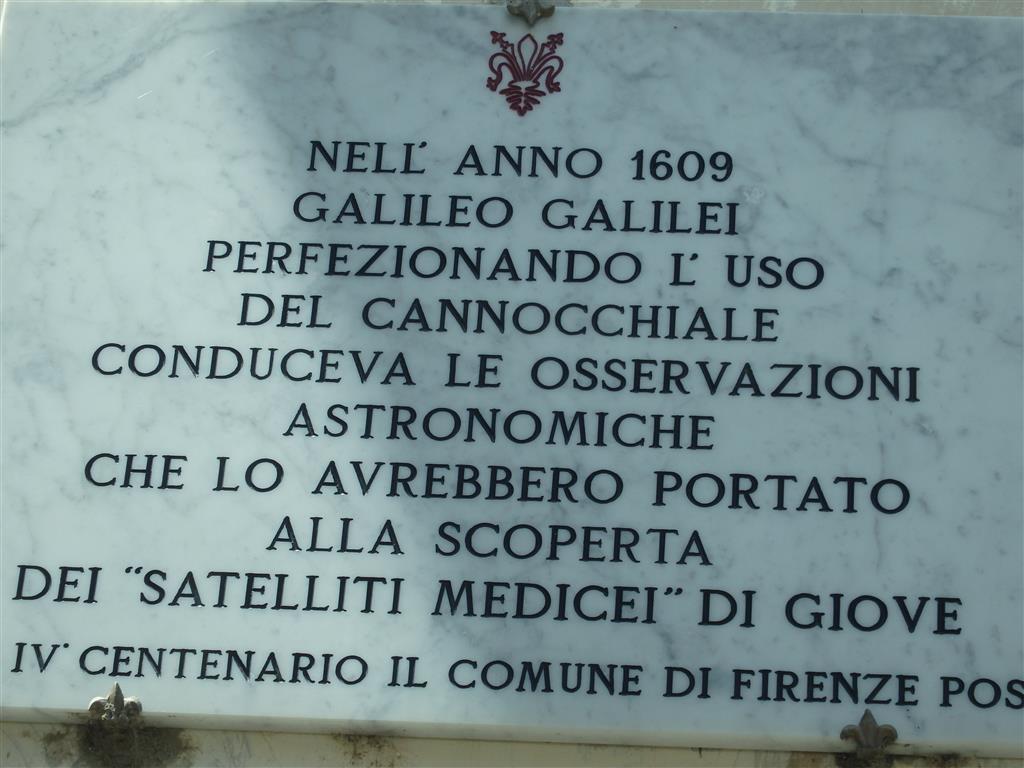 NELL' ANNO 1609
GALILEO GALILEI
PERFEZIONANDO L' USO
DEL CANNOCCHIALE
CONDUCEVA LE OSSERVAZIONI
ASTRONOMICHE
CHE LO AVREBBERO PORTATO
ALLA SCOPERTA
DEI "SATELLITI MEDICEI" DI GIOVE
IV° CENTENARIO IL COMUNE DI FIRENZE POS